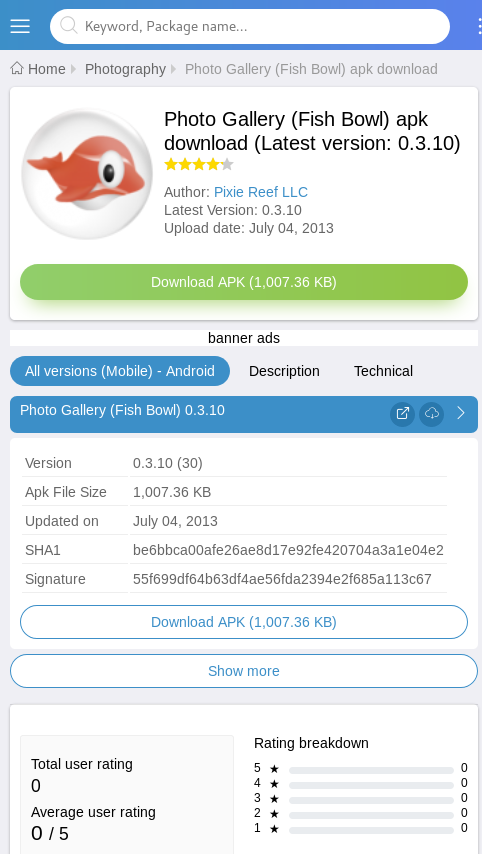 Keyword, Package name...
Home Photography Photo Gallery (Fish Bowl) apk download
Photo Gallery (Fish Bowl) apk
download (Latest version: 0.3.10)
Author: Pixie Reef LLC
Latest Version: 0.3.10
Upload date: July 04, 2013
Download APK (1,007.36 KB)
banner ads
All versions (Mobile) - Android Description Technical
Photo Gallery (Fish Bowl) 0.3.10
Version 0.3.10 (30)
Apk File Size 1,007.36 KB
Updated on July 04, 2013
SHA1 be6bbca00afe26ae8d17e92fe420704a3a1e04e2
Signature 55f699df64b63df4ae56fda2394e2f685a113c67
Download APK (1,007.36 KB)
Show more
Rating breakdown
Total user rating
0
Average user rating
0 / 5
5 ★ 0
4 ★ 0
3 ★ 0
2 ★ 0
1 ★ 0